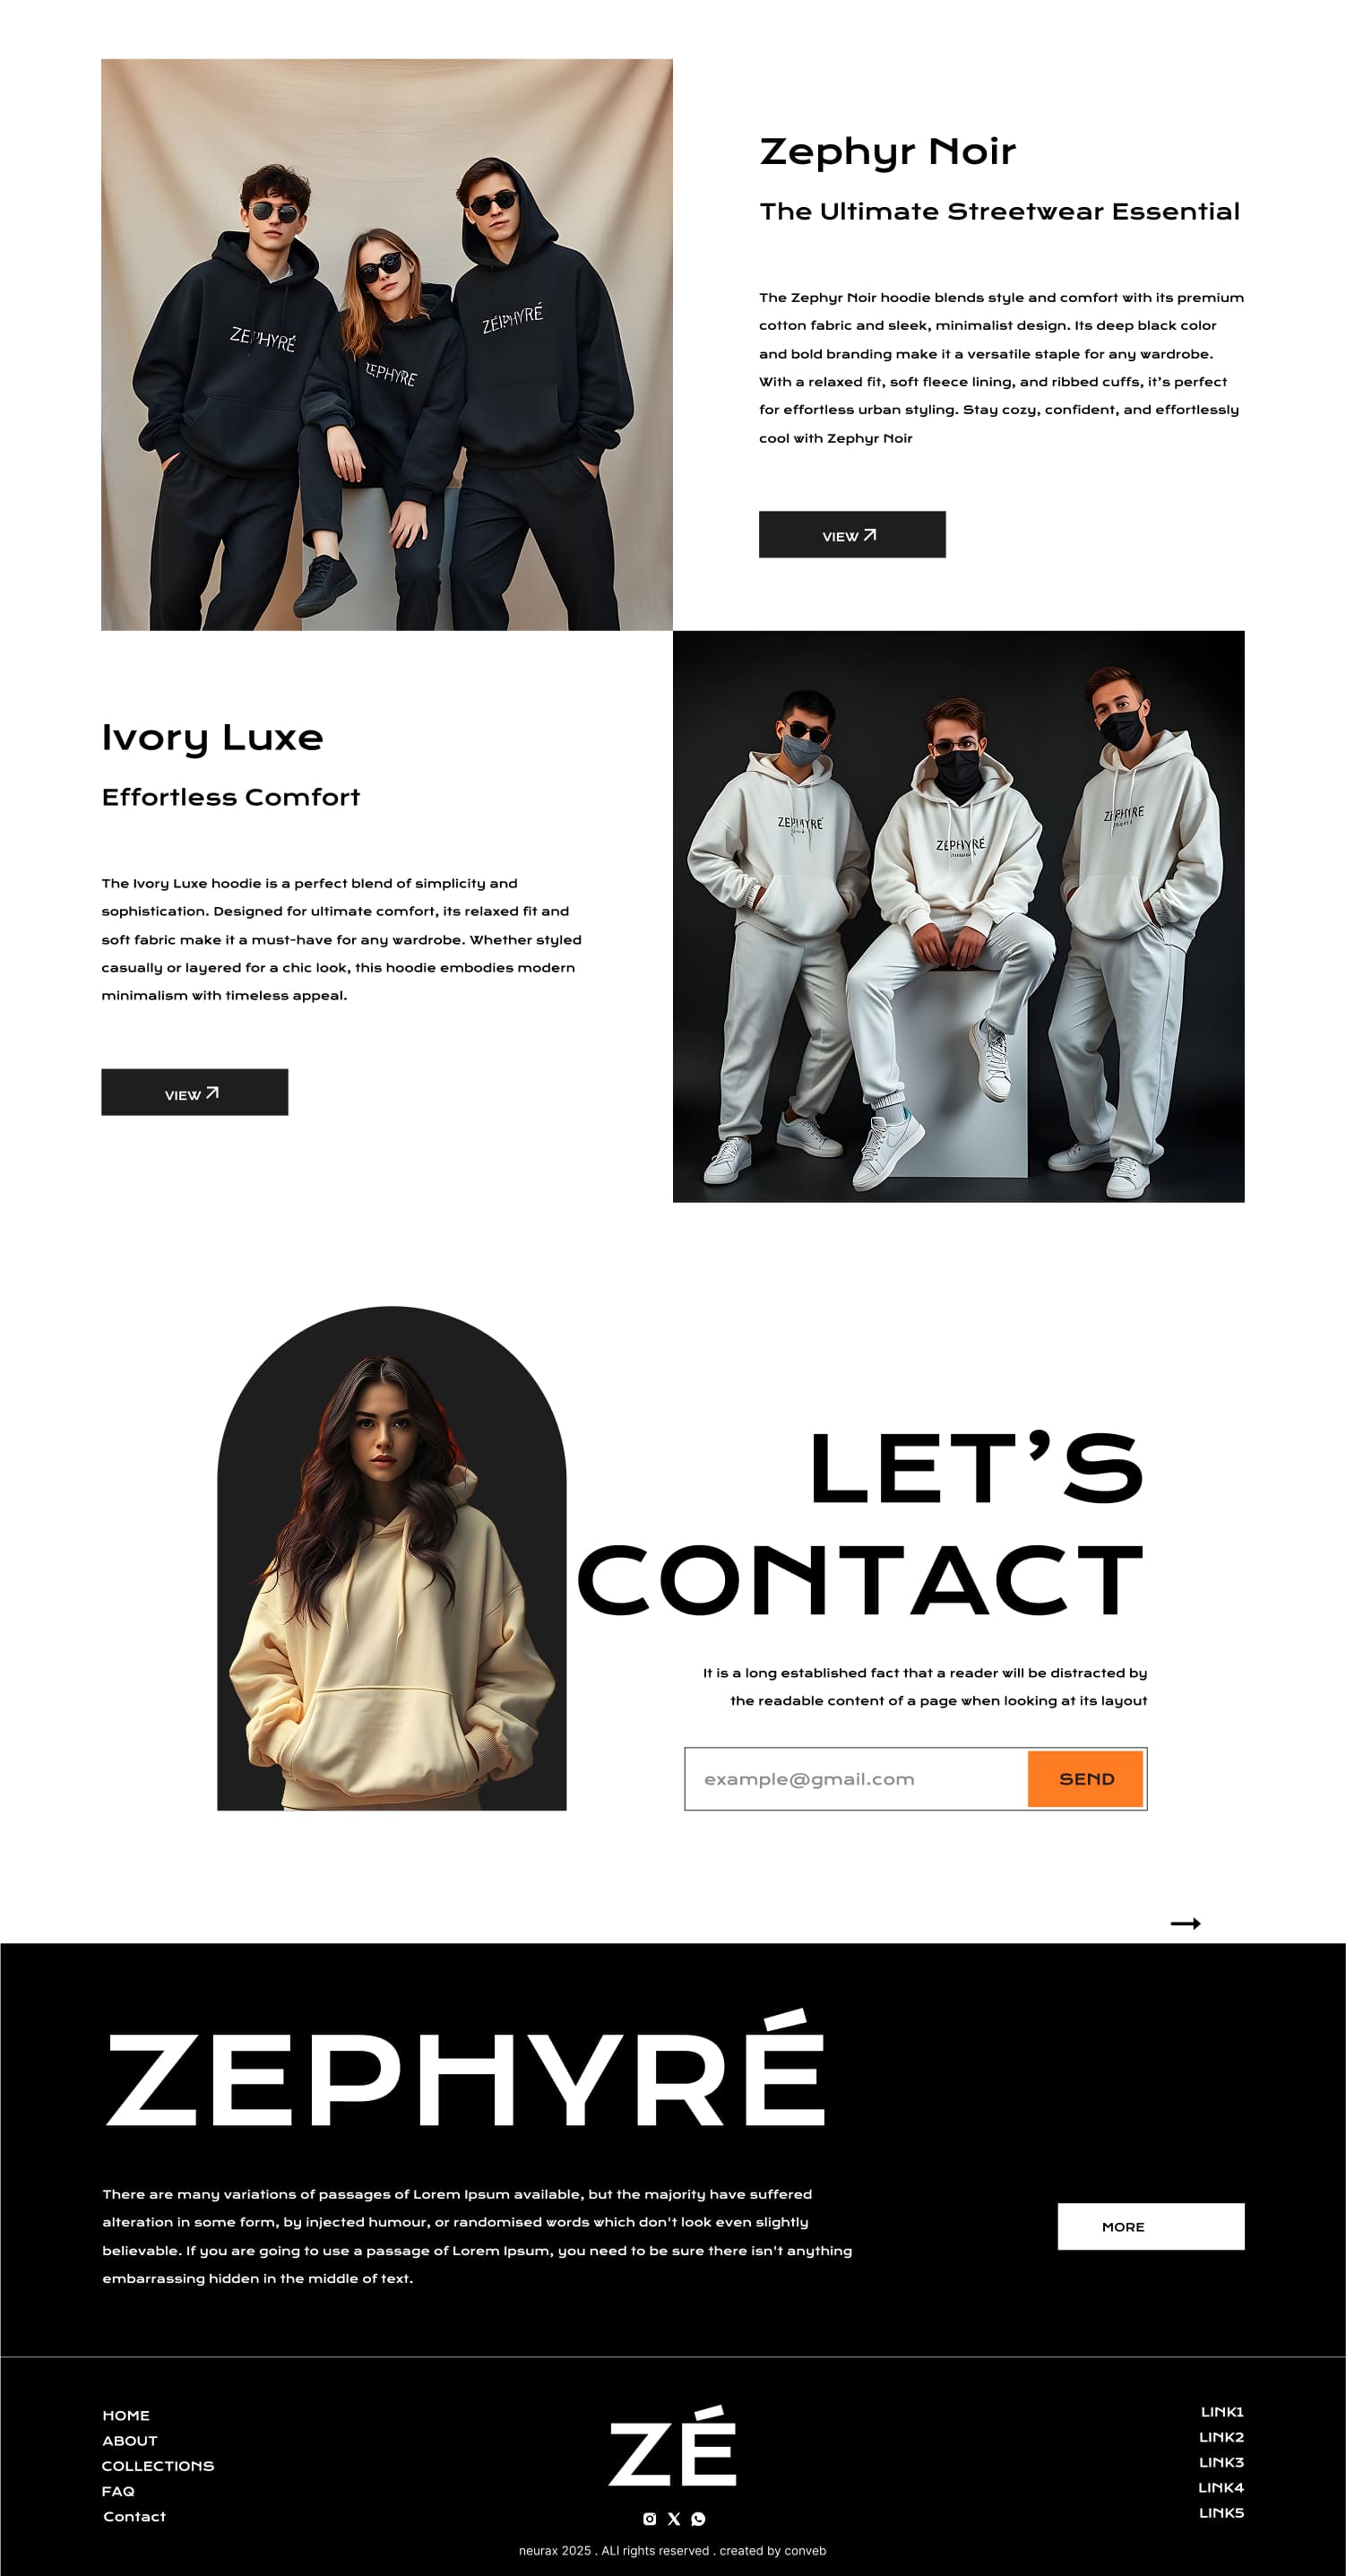 Zephyr Noir
The Ultimate Streetwear Essential
The Zephyr Noir hoodie blends style and comfort with its premium
cotton fabric and sleek, minimalist design. Its deep black color
and bold branding make it a versatile staple for any wardrobe.
With a relaxed fit, soft fleece lining, and ribbed cuffs, it’s perfect
for effortless urban styling. Stay cozy, confident, and effortlessly
cool with Zephyr Noir
VIEW
ZEPHYRÉ
ZEPHYRE
ZEPHYRÉ
Ivory Luxe
Effortless Comfort
The Ivory Luxe hoodie is a perfect blend of simplicity and
sophistication. Designed for ultimate comfort, its relaxed fit and
soft fabric make it a must-have for any wardrobe. Whether styled
casually or layered for a chic look, this hoodie embodies modern
minimalism with timeless appeal.
VIEW
ZEPHYRÉ
ZEPHYRÉ
ZEPHYRE
LET’S
CONTACT
It is a long established fact that a reader will be distracted by
the readable content of a page when looking at its layout
example@gmail.com
SEND
ZEPHYRÉ
There are many variations of passages of Lorem Ipsum available, but the majority have suffered
alteration in some form, by injected humour, or randomised words which don't look even slightly
believable. If you are going to use a passage of Lorem Ipsum, you need to be sure there isn't anything
embarrassing hidden in the middle of text.
MORE
HOME
ABOUT
COLLECTIONS
FAQ
Contact
ZÉ
neurax 2025 . ALl rights reserved . created by conveb
LINK1
LINK2
LINK3
LINK4
LINK5